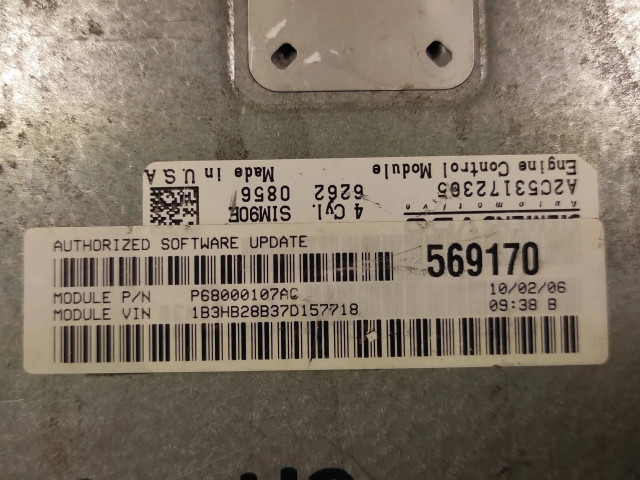 Made in U.S.A
Engine Control Module
0856
6262
A2C53172305
SIM90E
4 Cyl.
Automotive
AUTHORIZED SOFTWARE UPDATE
569170
MODULE P/N P68000107AC 10/02/06
MODULE VIN 1B3HB28B37D157718 09:38 B